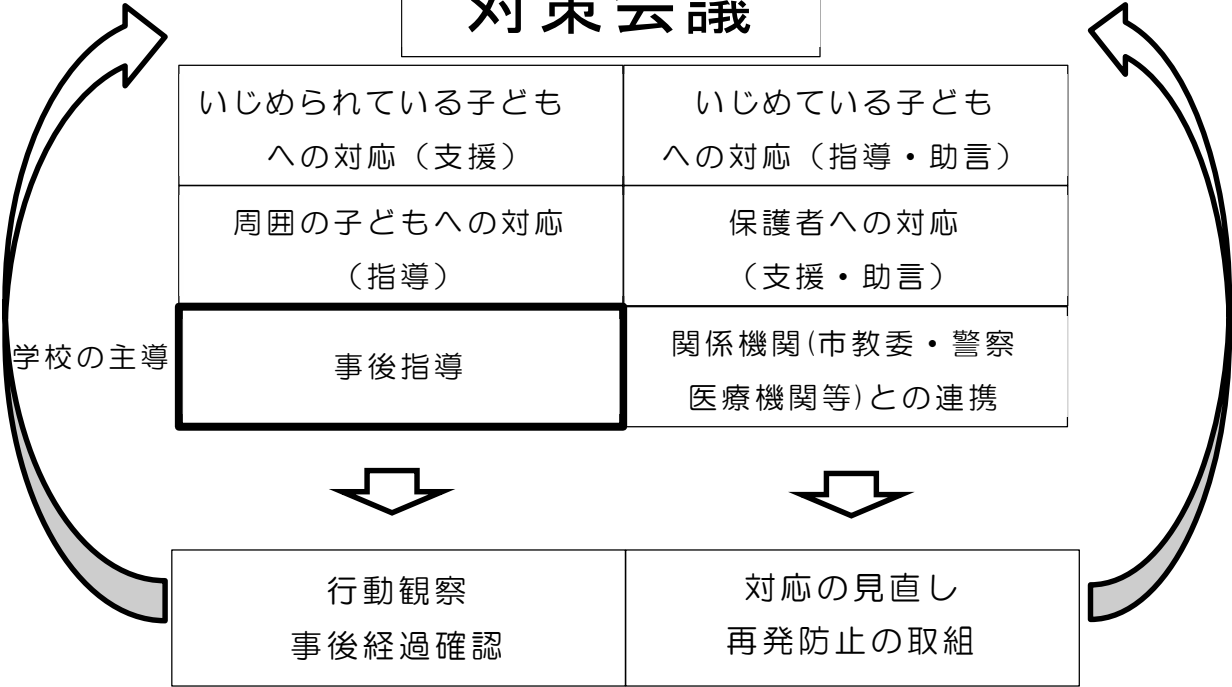 対策会議
いじめられている子ども
への対応（支援）
いじめている子ども
への対応（指導・助言）
周囲の子どもへの対応
（指導）
保護者への対応
（支援・助言）
学校の主導
事後指導
関係機関(市教委・警察
医療機関等)との連携
行動観察
事後経過確認
対応の見直し
再発防止の取組